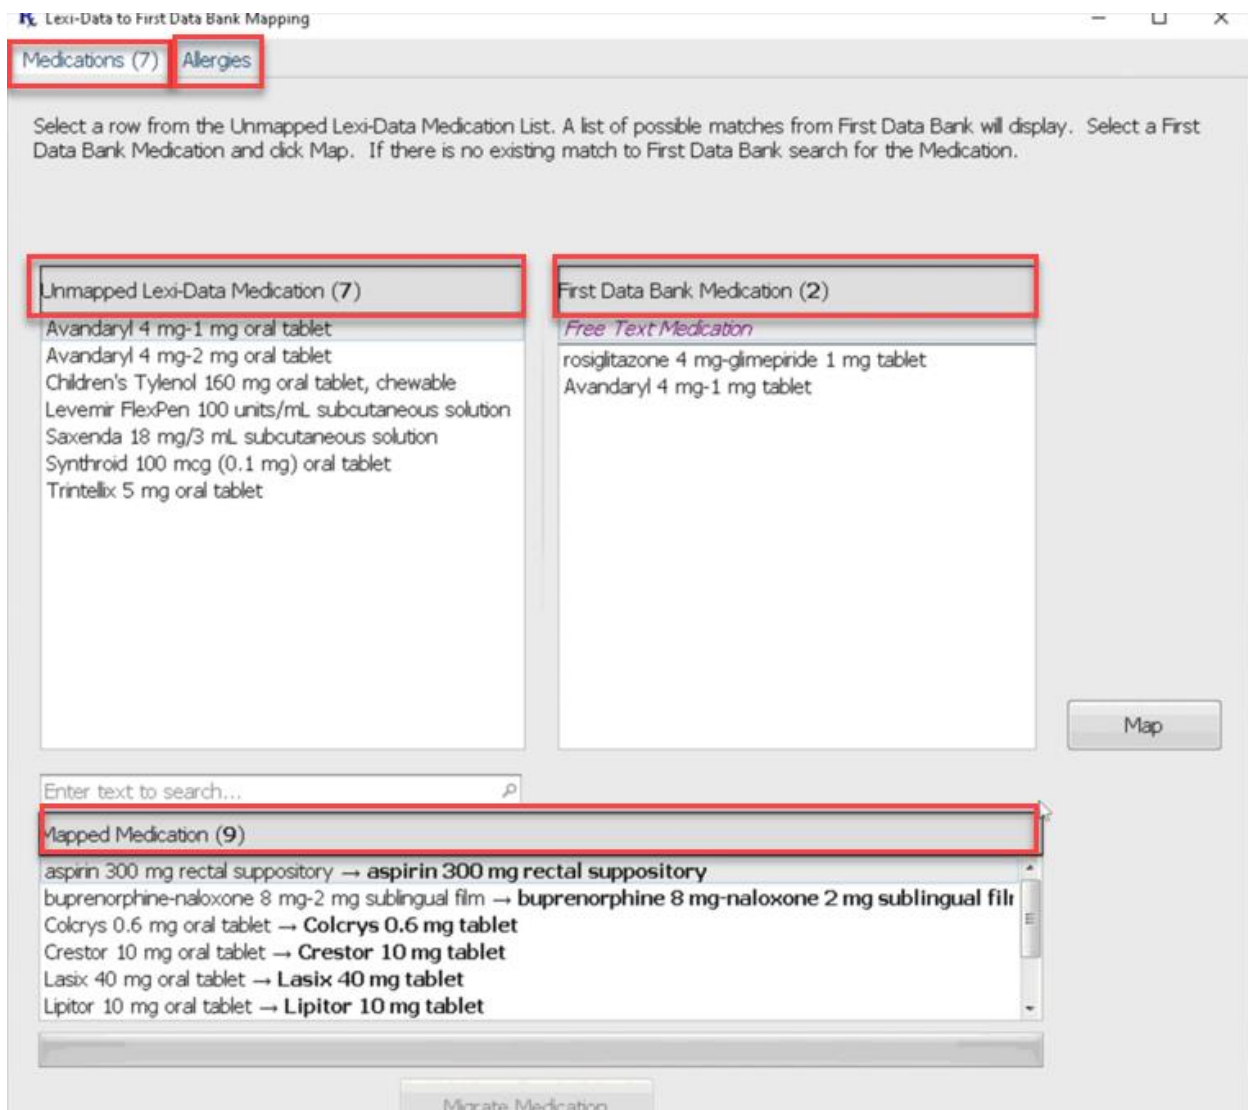 Lexi-Data to First Data Bank Mapping
Medications (7) Allergies
Select a row from the Unmapped Lexi-Data Medication List. A list of possible matches from First Data Bank will display. Select a First
Data Bank Medication and click Map. If there is no existing match to First Data Bank search for the Medication.
Unmapped Lexi-Data Medication (7)
Avandaryl 4 mg-1 mg oral tablet
Avandaryl 4 mg-2 mg oral tablet
Children's Tylenol 160 mg oral tablet, chewable
Levemir FlexPen 100 units/mL subcutaneous solution
Saxenda 18 mg/3 mL subcutaneous solution
Synthroid 100 mcg (0.1 mg) oral tablet
Trintellix 5 mg oral tablet
First Data Bank Medication (2)
Free Text Medication
rosiglitazone 4 mg-glimepiride 1 mg tablet
Avandaryl 4 mg-1 mg tablet
Map
Enter text to search...
Mapped Medication (9)
aspirin 300 mg rectal suppository → aspirin 300 mg rectal suppository
buprenorphine-naloxone 8 mg-2 mg sublingual film → buprenorphine 8 mg-naloxone 2 mg sublingual filr
Colcrys 0.6 mg oral tablet → Colcrys 0.6 mg tablet
Crestor 10 mg oral tablet → Crestor 10 mg tablet
Lasix 40 mg oral tablet → Lasix 40 mg tablet
Lipitor 10 mg oral tablet → Lipitor 10 mg tablet
Migrate Medication